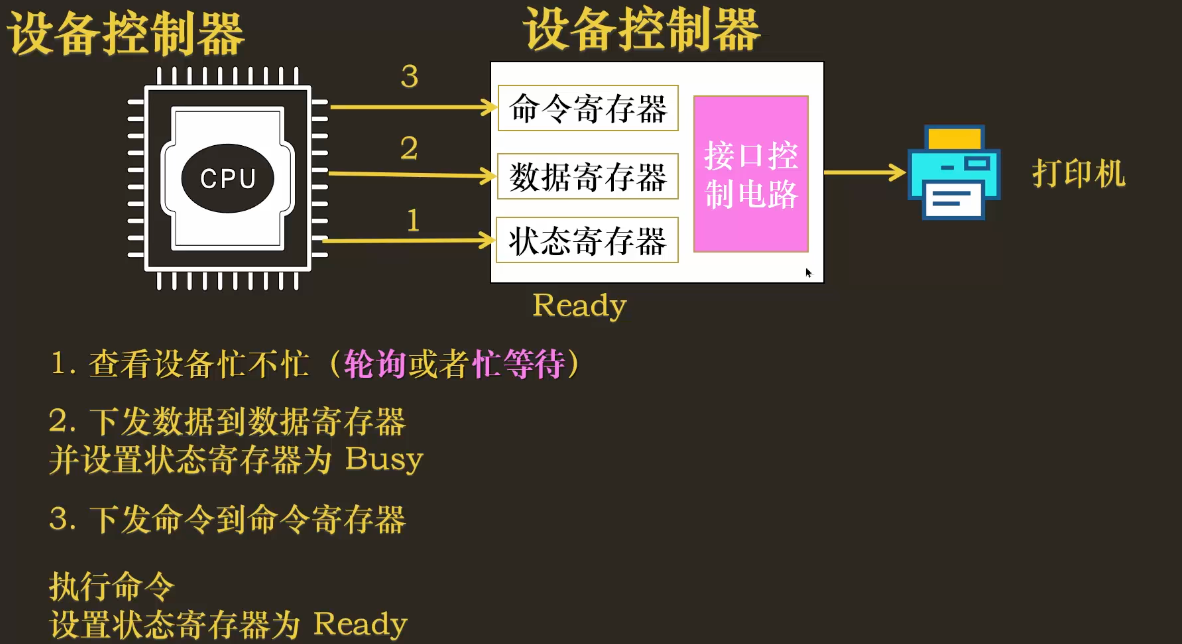 设备控制器
设备控制器
3
命令寄存器
2
数据寄存器
1
状态寄存器
CPU
接口控
制电路
打印机
Ready
1. 查看设备忙不忙（轮询或者忙等待）
2. 下发数据到数据寄存器
并设置状态寄存器为 Busy
3. 下发命令到命令寄存器
执行命令
设置状态寄存器为 Ready